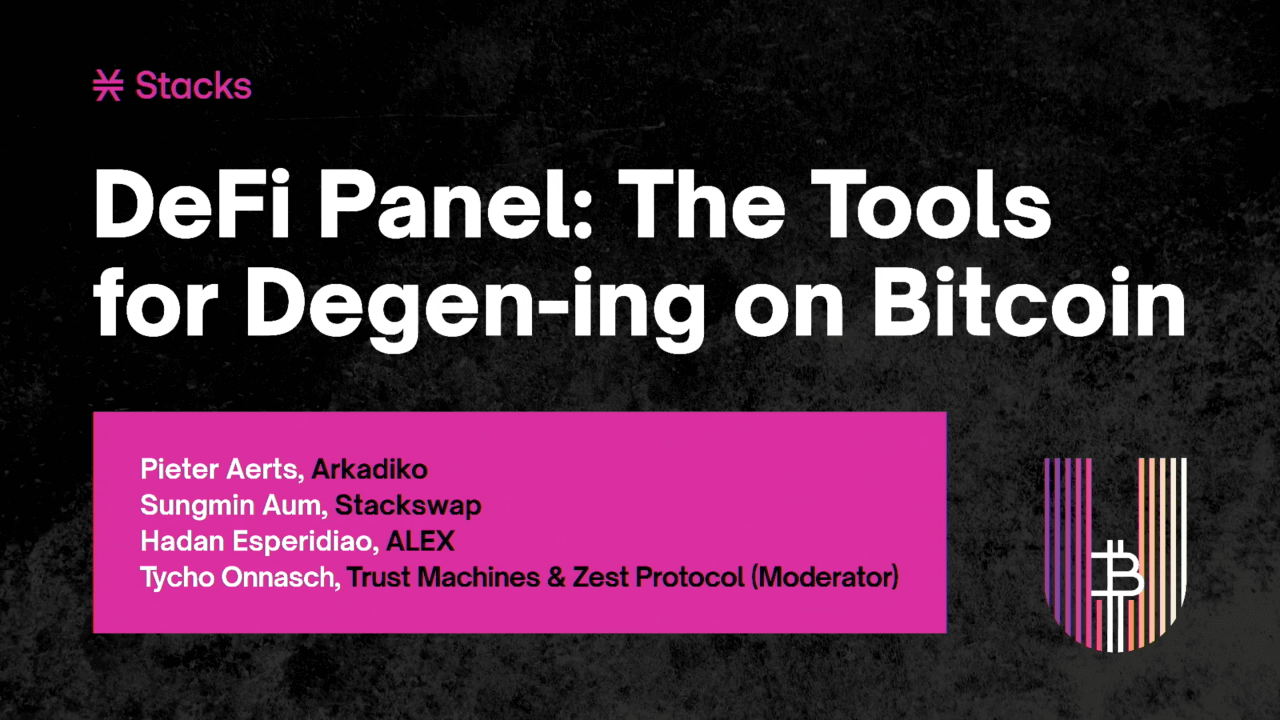 Stacks
DeFi Panel: The Tools
for Degen-ing on Bitcoin
Pieter Aerts, Arkadiko
Sungmin Aum, Stackswap
Hadan Esperidiao, ALEX
Tycho Onnasch, Trust Machines & Zest Protocol (Moderator)